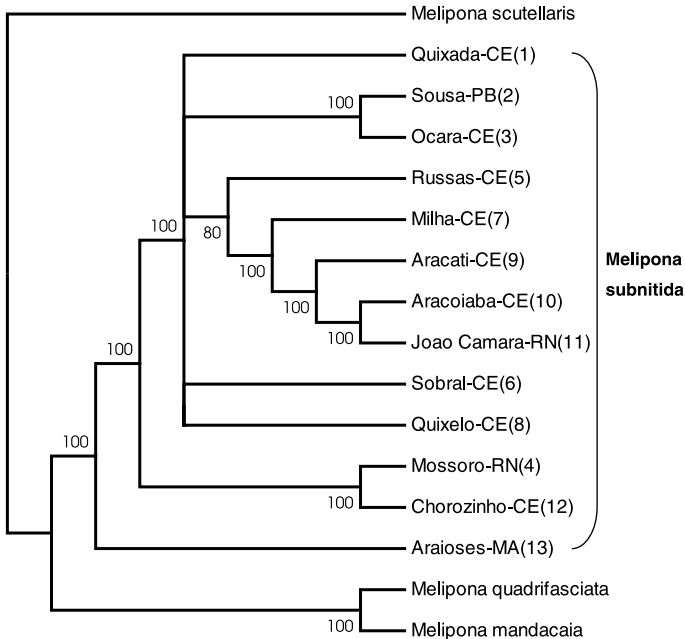 Melipona scutellaris
Quixada-CE(1)
100
Sousa-PB(2)
Ocara-CE(3)
Russas-CE(5)
100
80
Milha-CE(7)
100
Aracati-CE(9)
Melipona
subnitida
100
Aracoiaba-CE(10)
100
Joao Camara-RN(11)
100
Sobral-CE(6)
Quixelo-CE(8)
100
Mossoro-RN(4)
100
Chorozinho-CE(12)
Araioses-MA(13)
Melipona quadrifasciata
100
Melipona mandacaia